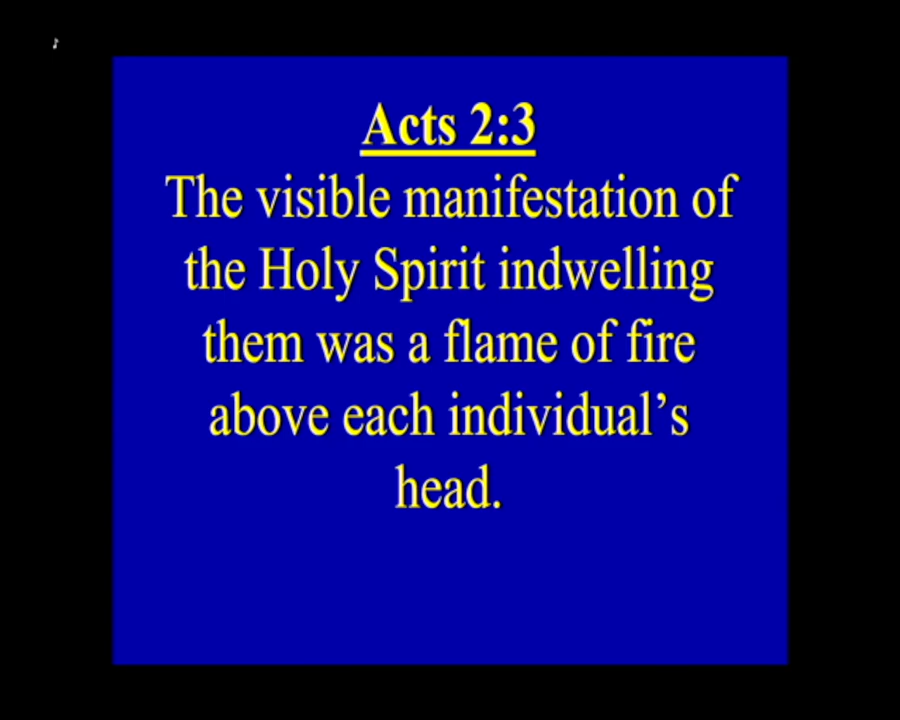 Acts 2:3
The visible manifestation of
the Holy Spirit indwelling
them was a flame of fire
above each individual’s
head.